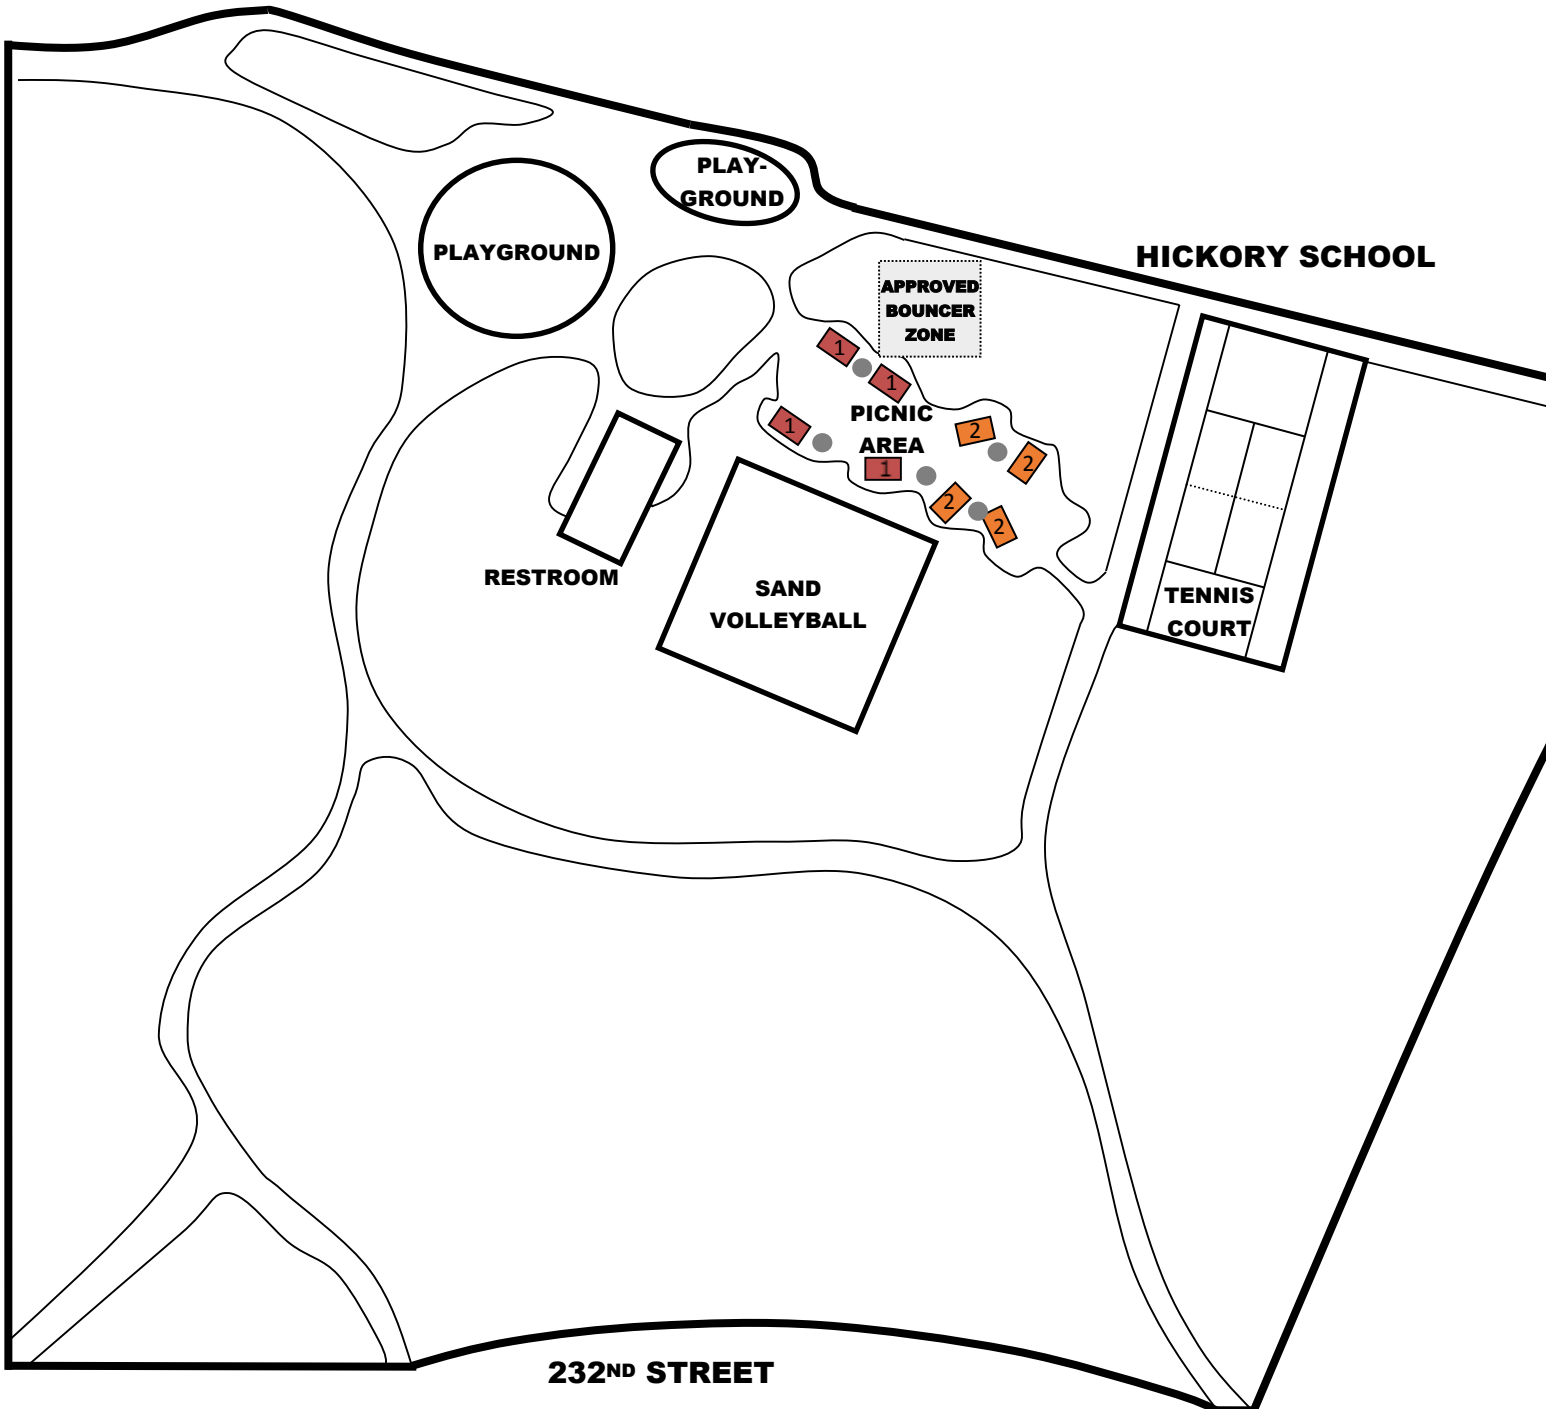 PLAY-
GROUND
PLAYGROUND
HICKORY SCHOOL
APPROVED
BOUNCER
ZONE
1
1
PICNIC
AREA
1
2
2
1
2
2
RESTROOM
SAND
VOLLEYBALL
TENNIS
COURT
232ND STREET